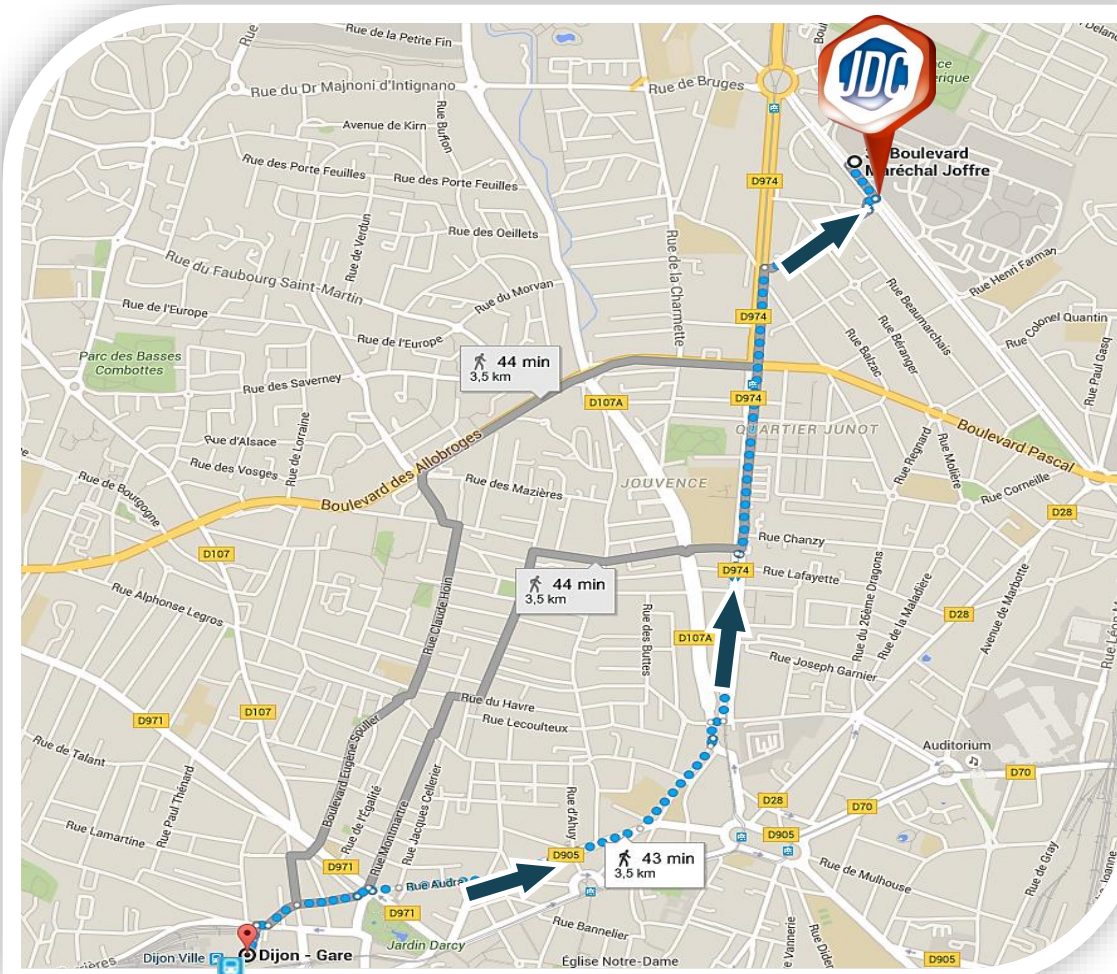 Rue de la Petite Fin
Rue
JDC
Rue de Bruges
Rue du Dr Majnoni d'Intignano
Avenue de Kirn
Rue Buffon
Boulevard
Maréchal Joffre
Rue des Porte Feuilles
Rue des Porte Feuilles
D974
Rue de Verdun
Rue des Oeillets
Rue de la Charmette
Rue du Faubourg Saint-Martin
Rue Henri Farman
Rue du Morvan
Rue de l'Europe
Rue Beaumarchais
D974
Rue Colonel Quantin
Rue de l'Europe
Rue Balzac
Rue Béranger
Parc des Basses
Combottes
44 min
3,5 km
Rue Paul Gasq
Rue des Saverney
D107A
D974
Rue de Lorraine
QUARTIER JUNOT
Boulevard Pascal
Rue d'Alsace
Boulevard des Allobroges
Rue Regnard
Rue Molière
Rue des Vosges
Rue des Mazières
JOUVENCE
Rue de Bourgogne
Rue Corneille
D28
Rue Chanzy
D107
D974
Rue Lafayette
44 min
3,5 km
Rue Alphonse Legros
Rue Claude Hoin
Rue du 26ème Dragons
Rue de la Maladière
D28
Avenue de Marbotte
Rue des Buttes
D107A
Rue Joseph Garnier
Rue du Havre
D971
D107
Rue Lecoulteux
Boulevard Eugène Spuller
Auditorium
Rue de Talant
D70
Rue Paul Thénard
Rue de l'Égalité
Rue Jacques Cellerier
Rue d'Ahuy
D28
D70
Rue Lamartine
Rue Montmartre
D905
D905
43 min
3,5 km
D971
Rue de Mulhouse
Rue de Gray
D971
Rue Bannelier
Jardin Darcy
Dijon Ville
Dijon - Gare
Église Notre-Dame
D905